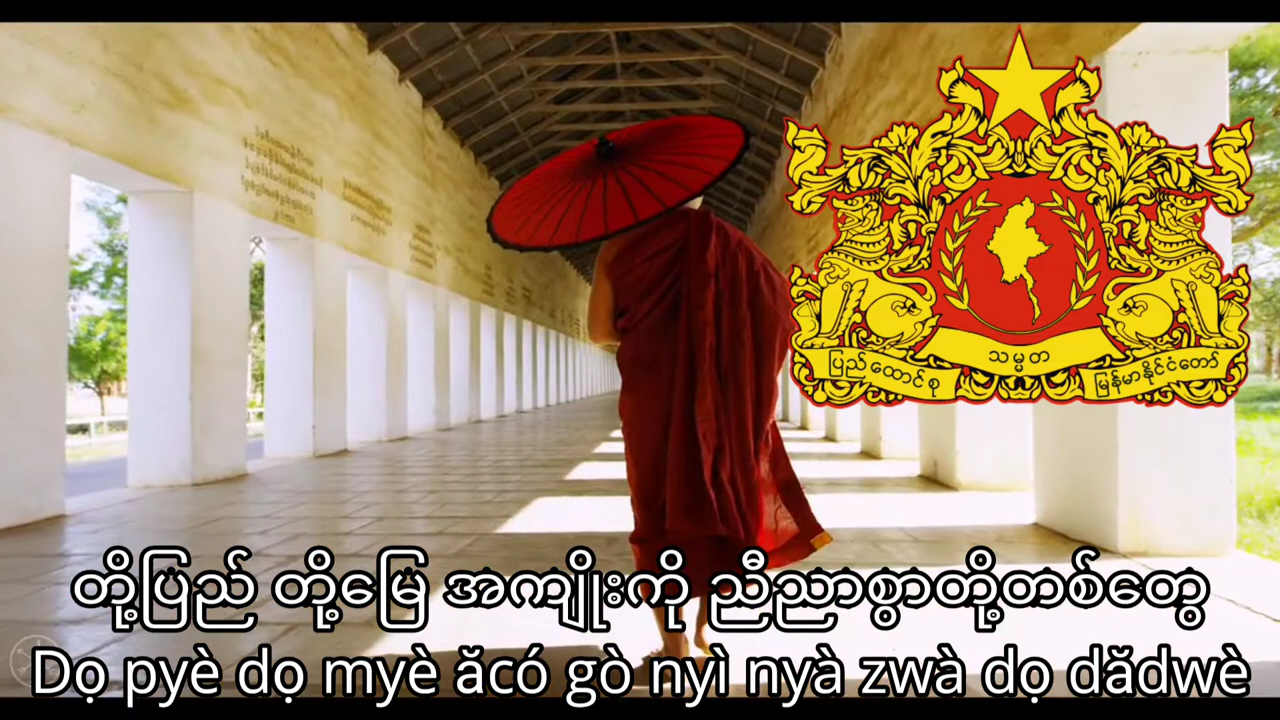 သမ္မတ
ပြည်ထောင်စု
မြန်မာနိုင်ငံတော်
တို့ပြည် တို့မြေ အကျိုးကို ညီညာစွာတို့တစ်တွေ
Dọ pyè dọ myè ăcó gò nyì nyà zwà dọ dădwè